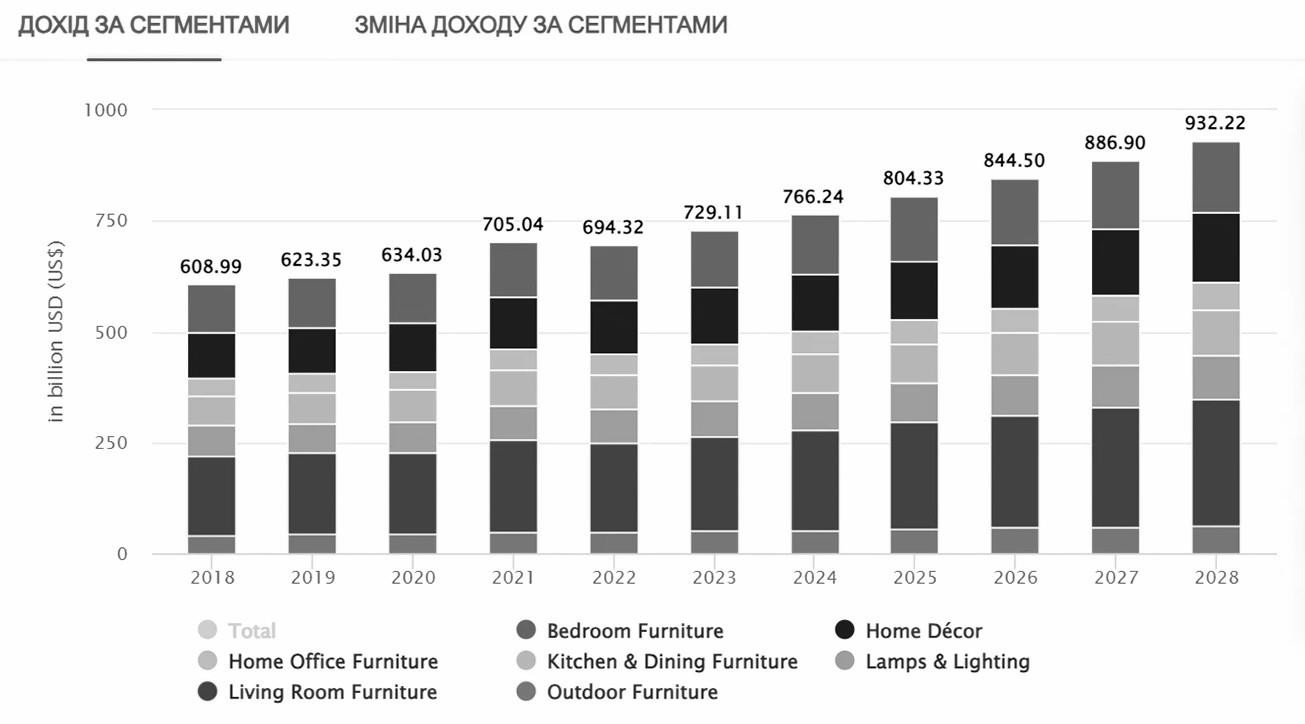 ДОХІД ЗА СЕГМЕНТАМИ ЗМІНА ДОХОДУ ЗА СЕГМЕНТАМИ
1000
932.22
886.90
844.50
804.33
766.24
750
729.11
705.04
694.32
634.03
623.35
608.99
in billion USD (US$)
500
250
0
2018 2019 2020 2021 2022 2023 2024 2025 2026 2027 2028
Total Bedroom Furniture Home Décor
Home Office Furniture Kitchen & Dining Furniture Lamps & Lighting
Living Room Furniture Outdoor Furniture